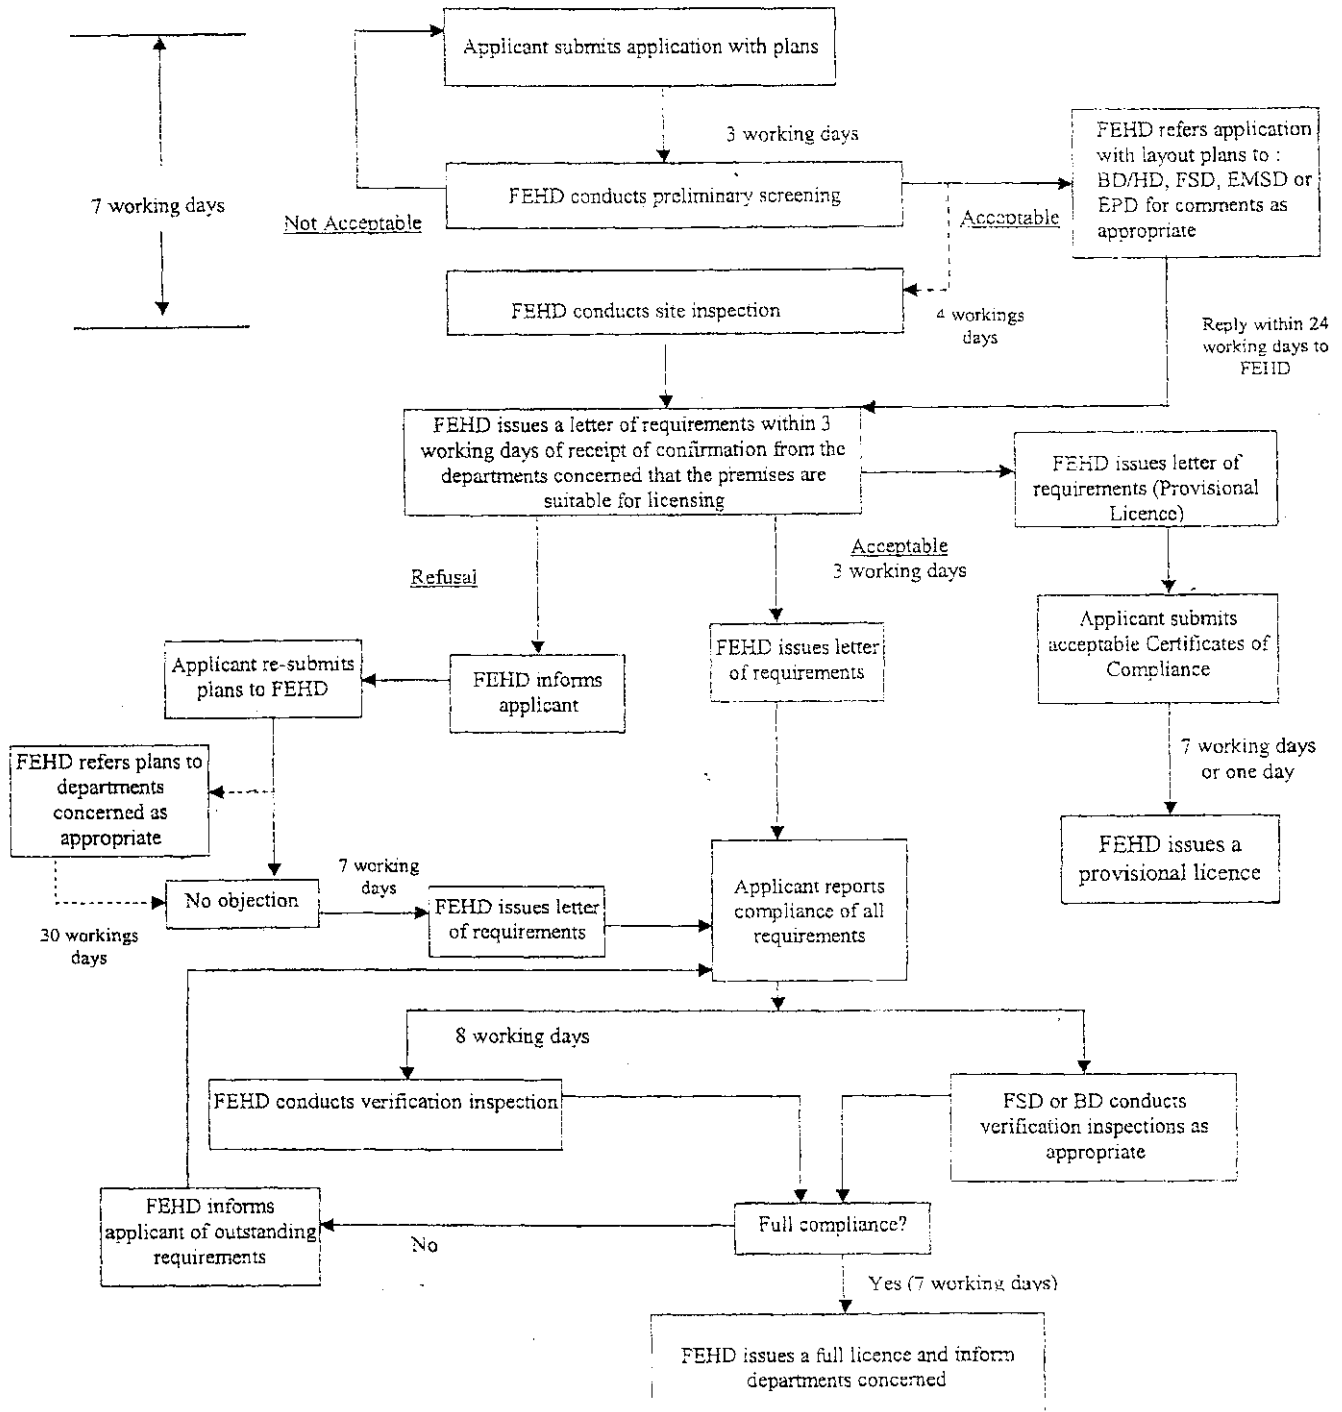 Applicant submits application with plans
3 working days
7 working days
FEHD conducts preliminary screening
Not Acceptable
Acceptable
FEHD refers application
with layout plans to :
BD/HD, FSD, EMSD or
EPD for comments as
appropriate
FEHD conducts site inspection
4 workings
days
Reply within 24
working days to
FEHD
FEHD issues a letter of requirements within 3
working days of receipt of confirmation from the
departments concerned that the premises are
suitable for licensing
FEHD issues letter of
requirements (Provisional
Licence)
Refusal
Acceptable
3 working days
Applicant submits
acceptable Certificates of
Compliance
Applicant re-submits
plans to FEHD
FEHD informs
applicant
FEHD issues letter
of requirements
7 working days
or one day
FEHD refers plans to
departments
concerned as
appropriate
FEHD issues a
provisional licence
No objection
7 working
days
FEHD issues letter
of requirements
Applicant reports
compliance of all
requirements
30 workings
days
8 working days
FEHD conducts verification inspection
FSD or BD conducts
verification inspections as
appropriate
FEHD informs
applicant of outstanding
requirements
No
Full compliance?
Yes (7 working days)
FEHD issues a full licence and inform
departments concerned